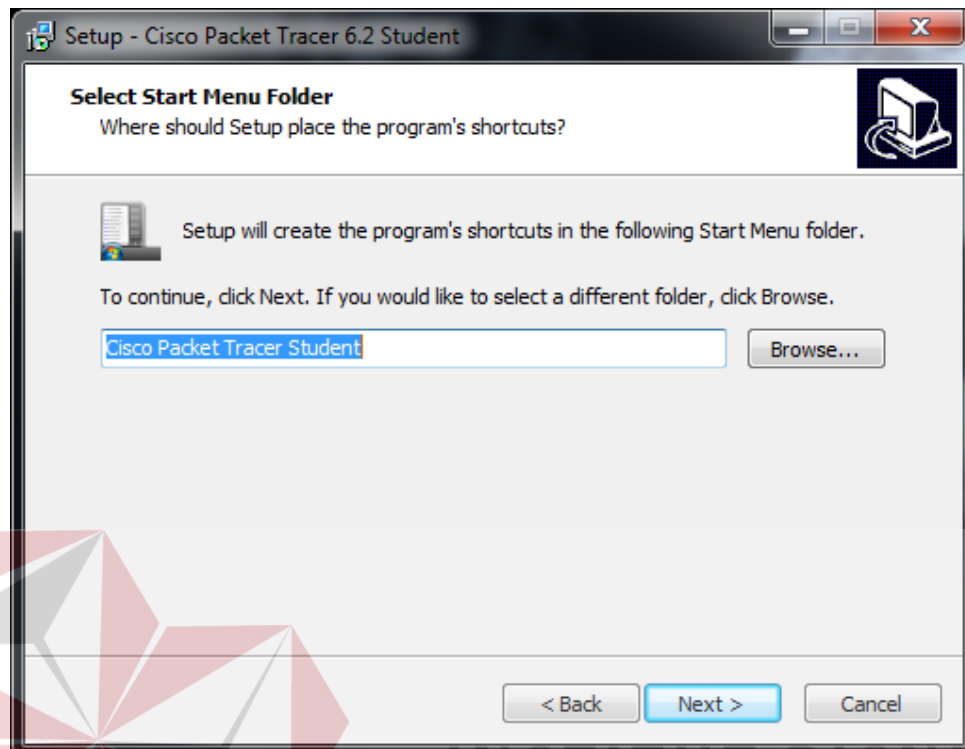 Setup - Cisco Packet Tracer 6.2 Student
Select Start Menu Folder
Where should Setup place the program's shortcuts?
Setup will create the program's shortcuts in the following Start Menu folder.
To continue, click Next. If you would like to select a different folder, click Browse.
Cisco Packet Tracer Student
Browse...
< Back
Next >
Cancel